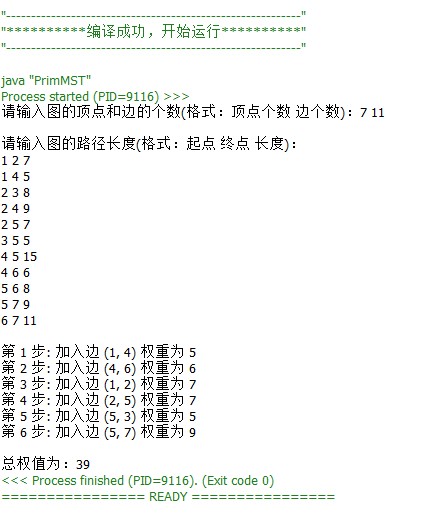 "----------------------------------------------------"
"**********编译成功，开始运行**********"
"----------------------------------------------------"
java "PrimMST"
Process started (PID=9116) >>>
请输入图的顶点和边的个数(格式：顶点个数 边个数)：7 11
请输入图的路径长度(格式：起点 终点 长度)：
1 2 7
1 4 5
2 3 8
2 4 9
2 5 7
3 5 5
4 5 15
4 6 6
5 6 8
5 7 9
6 7 11
第 1 步: 加入边 (1, 4) 权重为 5
第 2 步: 加入边 (4, 6) 权重为 6
第 3 步: 加入边 (1, 2) 权重为 7
第 4 步: 加入边 (2, 5) 权重为 7
第 5 步: 加入边 (5, 3) 权重为 5
第 6 步: 加入边 (5, 7) 权重为 9
总权值为：39
<<< Process finished (PID=9116). (Exit code 0)
================ READY ================